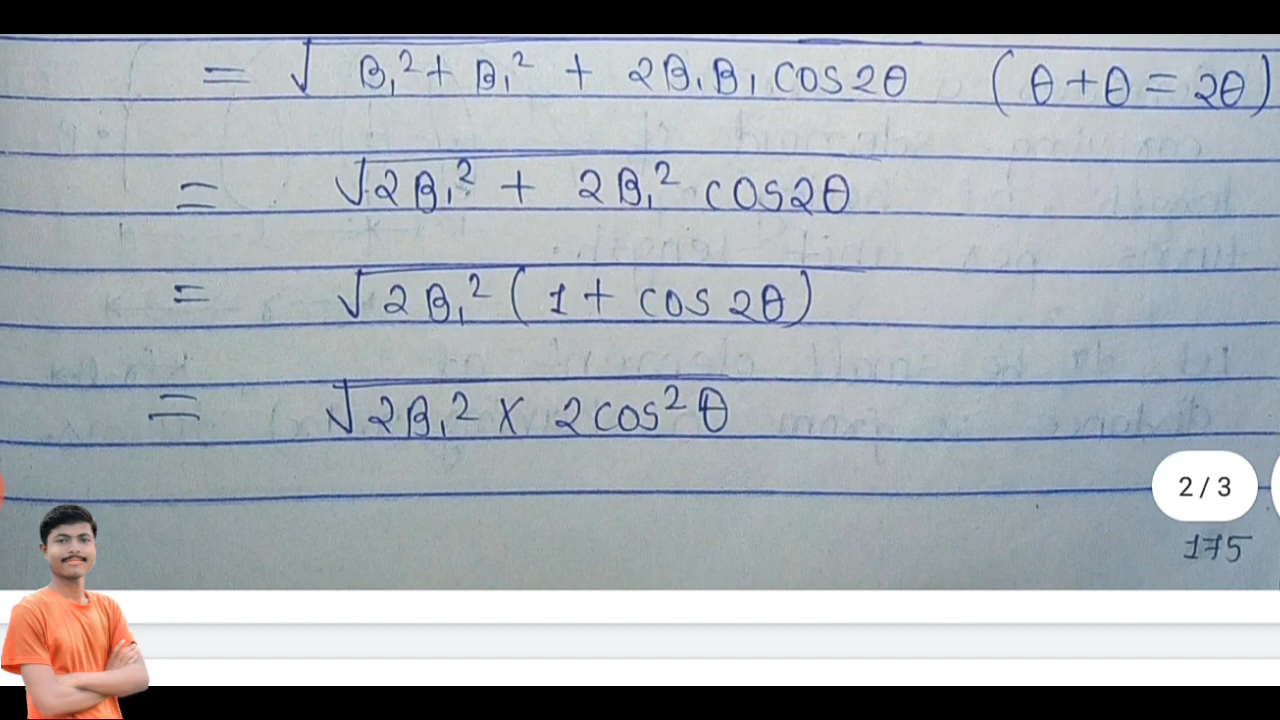 = √ B₁² + B₁² + 2B₁B₁ cos2θ (θ+θ = 2θ)
= √2B₁² + 2B₁² cos2θ
= √2B₁² (1 + cos 2θ)
= √2B₁² × 2cos²θ
2 / 3
175